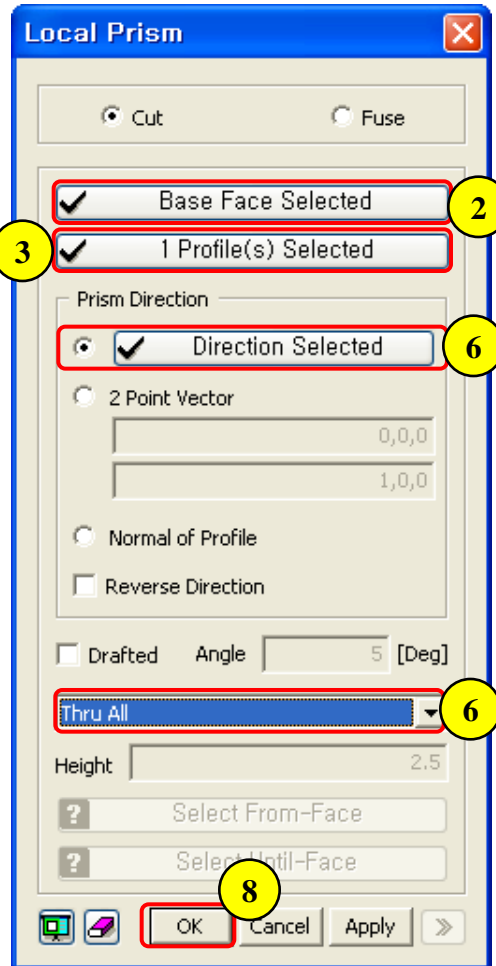 Local Prism
Cut Fuse
Base Face Selected 2
3 1 Profile(s) Selected
Prism Direction
Direction Selected 6
2 Point Vector
0,0,0
1,0,0
Normal of Profile
Reverse Direction
Drafted Angle 5 [Deg]
Thru All 6
Height 2.5
? Select From-Face
? Select Until-Face
8
OK Cancel Apply